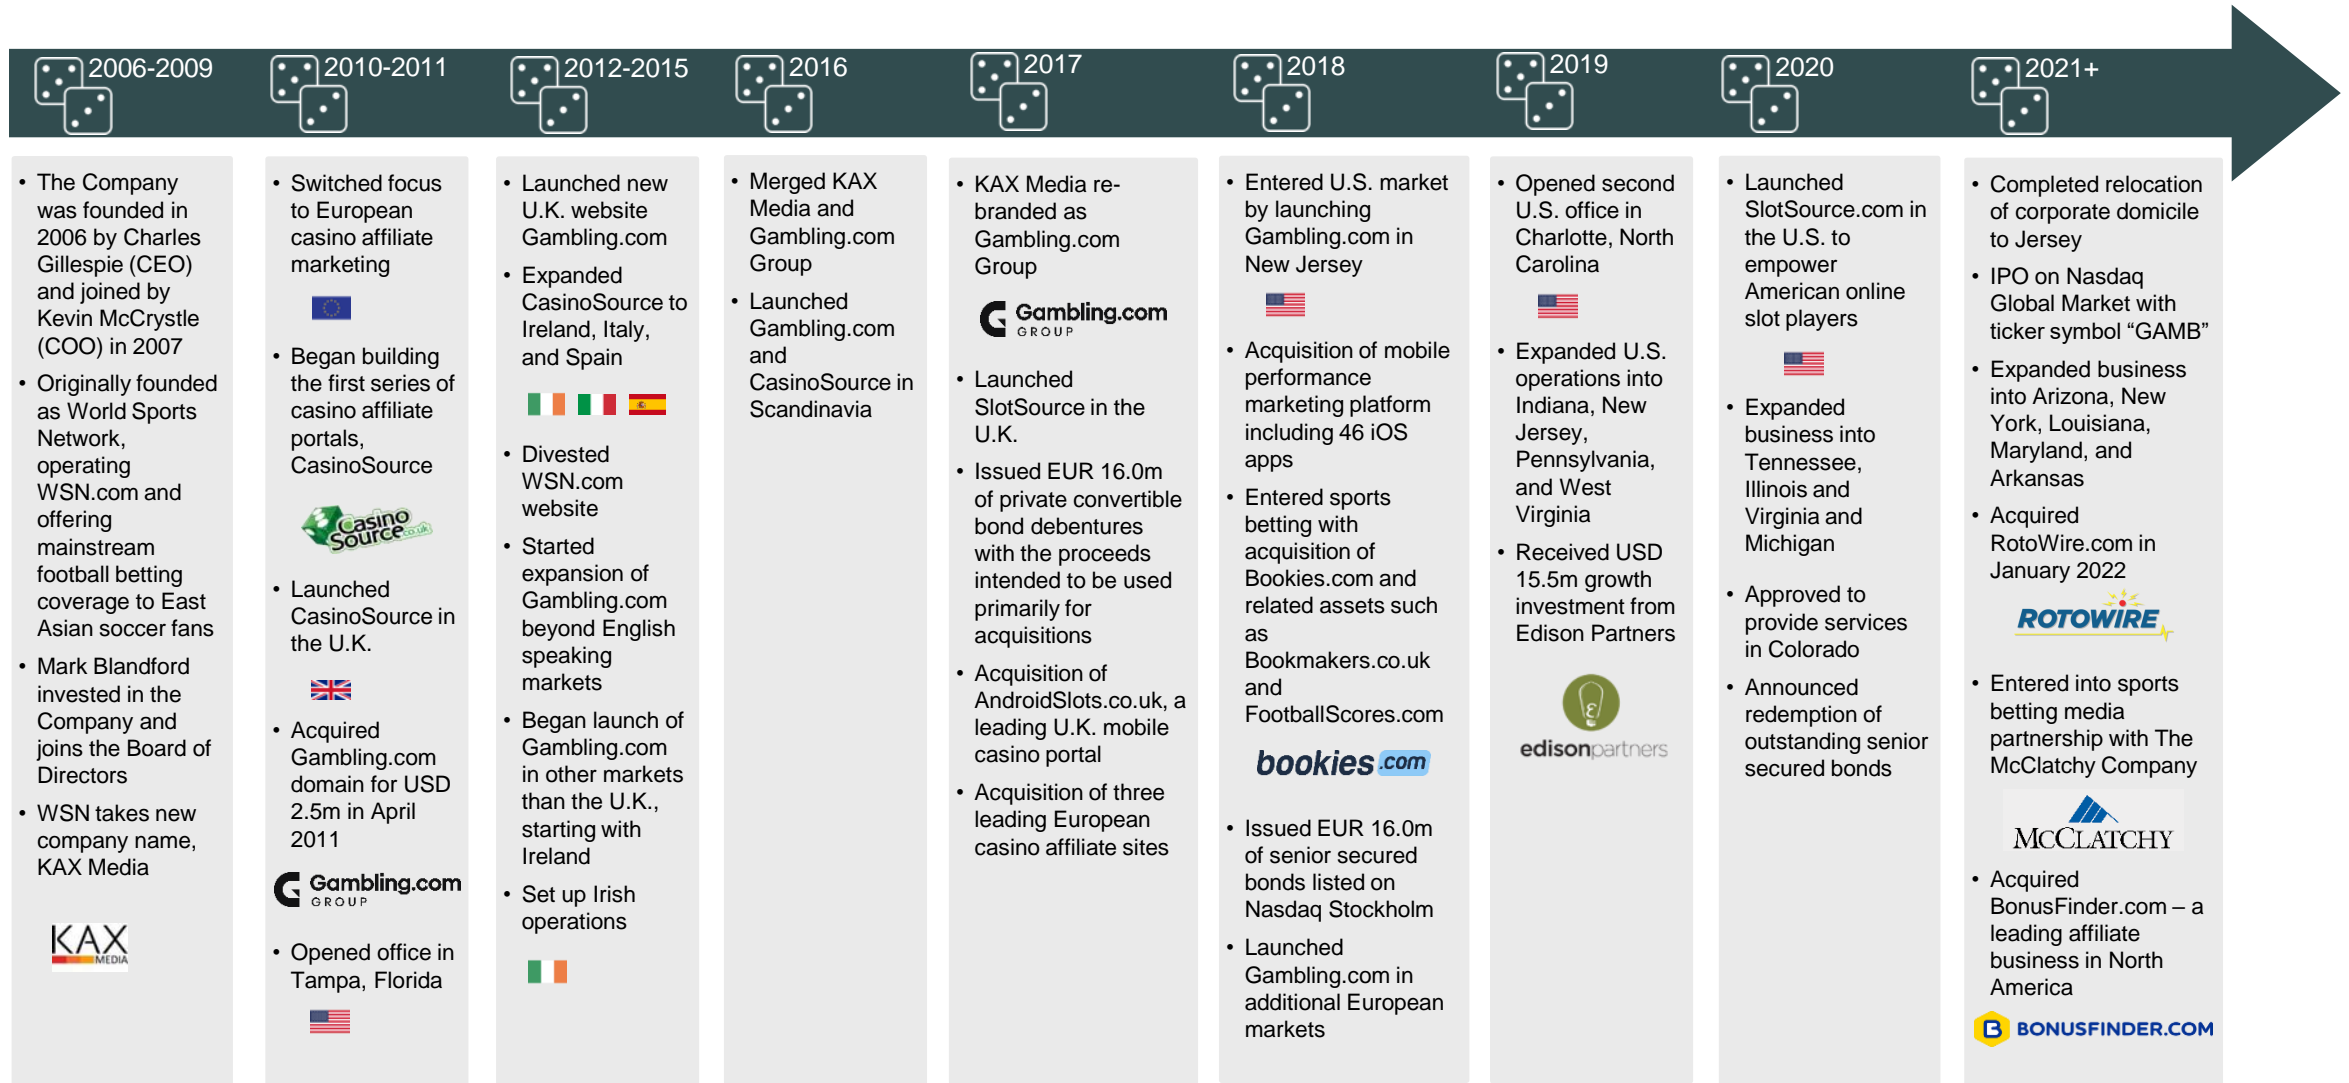 2006-2009
• The Company
was founded in
2006 by Charles
Gillespie (CEO)
and joined by
Kevin McCrystle
(COO) in 2007
• Originally founded
as World Sports
Network,
operating
WSN.com and
offering
mainstream
football betting
coverage to East
Asian soccer fans
• Mark Blandford
invested in the
Company and
joins the Board of
Directors
• WSN takes new
company name,
KAX Media
KAX
MEDIA
2010-2011
• Switched focus
to European
casino affiliate
marketing
• Began building
the first series of
casino affiliate
portals,
CasinoSource
Casino
Source.co.uk
• Launched
CasinoSource in
the U.K.
• Acquired
Gambling.com
domain for USD
2.5m in April
2011
Gambling.com
GROUP
• Opened office in
Tampa, Florida
2012-2015
• Launched new
U.K. website
Gambling.com
• Expanded
CasinoSource to
Ireland, Italy,
and Spain
• Divested
WSN.com
website
• Started
expansion of
Gambling.com
beyond English
speaking
markets
• Began launch of
Gambling.com
in other markets
than the U.K.,
starting with
Ireland
• Set up Irish
operations
2016
• Merged KAX
Media and
Gambling.com
Group
• Launched
Gambling.com
and
CasinoSource in
Scandinavia
2017
• KAX Media re-
branded as
Gambling.com
Group
Gambling.com
GROUP
• Launched
SlotSource in the
U.K.
• Issued EUR 16.0m
of private convertible
bond debentures
with the proceeds
intended to be used
primarily for
acquisitions
• Acquisition of
AndroidSlots.co.uk, a
leading U.K. mobile
casino portal
• Acquisition of three
leading European
casino affiliate sites
2018
• Entered U.S. market
by launching
Gambling.com in
New Jersey
• Acquisition of mobile
performance
marketing platform
including 46 iOS
apps
• Entered sports
betting with
acquisition of
Bookies.com and
related assets such
as
Bookmakers.co.uk
and
FootballScores.com
bookies.com
• Issued EUR 16.0m
of senior secured
bonds listed on
Nasdaq Stockholm
• Launched
Gambling.com in
additional European
markets
2019
• Opened second
U.S. office in
Charlotte, North
Carolina
• Expanded U.S.
operations into
Indiana, New
Jersey,
Pennsylvania,
and West
Virginia
• Received USD
15.5m growth
investment from
Edison Partners
edisonpartners
2020
• Launched
SlotSource.com in
the U.S. to
empower
American online
slot players
• Expanded
business into
Tennessee,
Illinois and
Virginia and
Michigan
• Approved to
provide services
in Colorado
• Announced
redemption of
outstanding senior
secured bonds
2021+
• Completed relocation
of corporate domicile
to Jersey
• IPO on Nasdaq
Global Market with
ticker symbol “GAMB”
• Expanded business
into Arizona, New
York, Louisiana,
Maryland, and
Arkansas
• Acquired
RotoWire.com in
January 2022
ROTOWIRE
• Entered into sports
betting media
partnership with The
McClatchy Company
MCCLATCHY
• Acquired
BonusFinder.com – a
leading affiliate
business in North
America
BONUSFINDER.COM